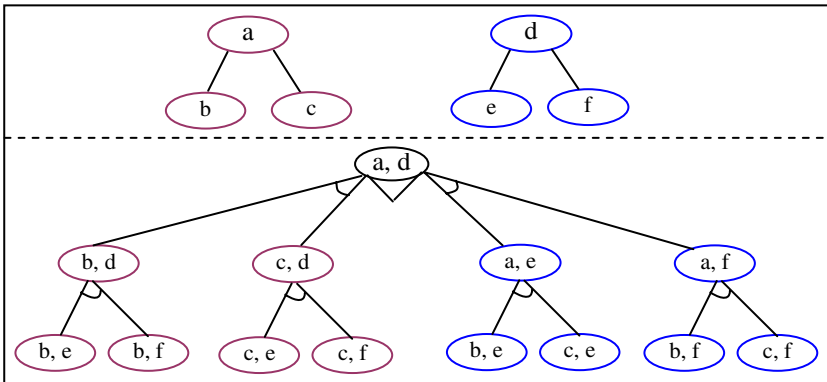 a d
b c e f
a, d
b, d c, d a, e a, f
b, e b, f c, e c, f b, e c, e b, f c, f